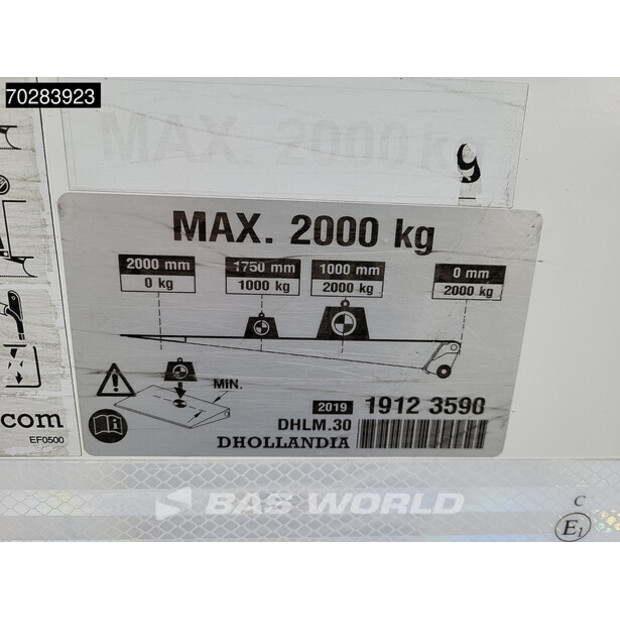 70283923
MAX. 2000 kg
9
MAX. 2000 kg
2000 mm 1750 mm 1000 mm 0 mm
0 kg 1000 kg 2000 kg 2000 kg
MIN.
2019 1912 3590
DHLM.30
DHOLLANDIA
com
EF0500
BAS WORLD
C
E1